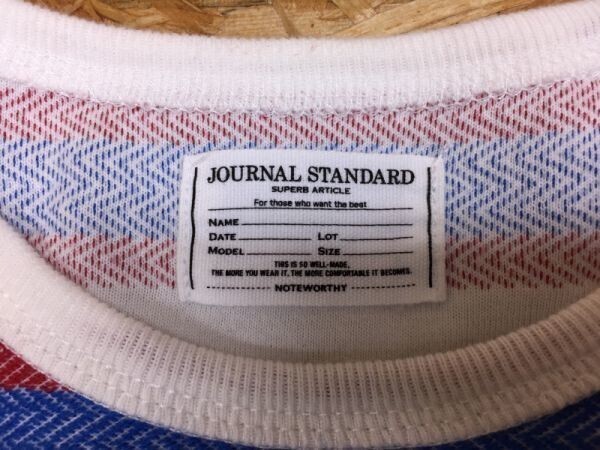 JOURNAL STANDARD
SUPERB ARTICLE
For those who want the best
NAME
DATE LOT
MODEL SIZE
THIS IS SO WELL-MADE,
THE MORE YOU WEAR IT, THE MORE COMFORTABLE IT BECOMES.
NOTEWORTHY